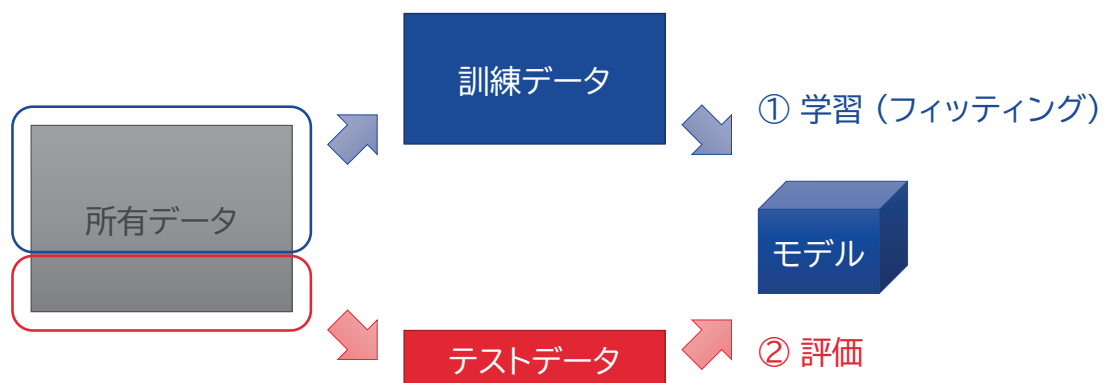 訓練データ
① 学習（フィッティング）
所有データ
モデル
テストデータ
② 評価